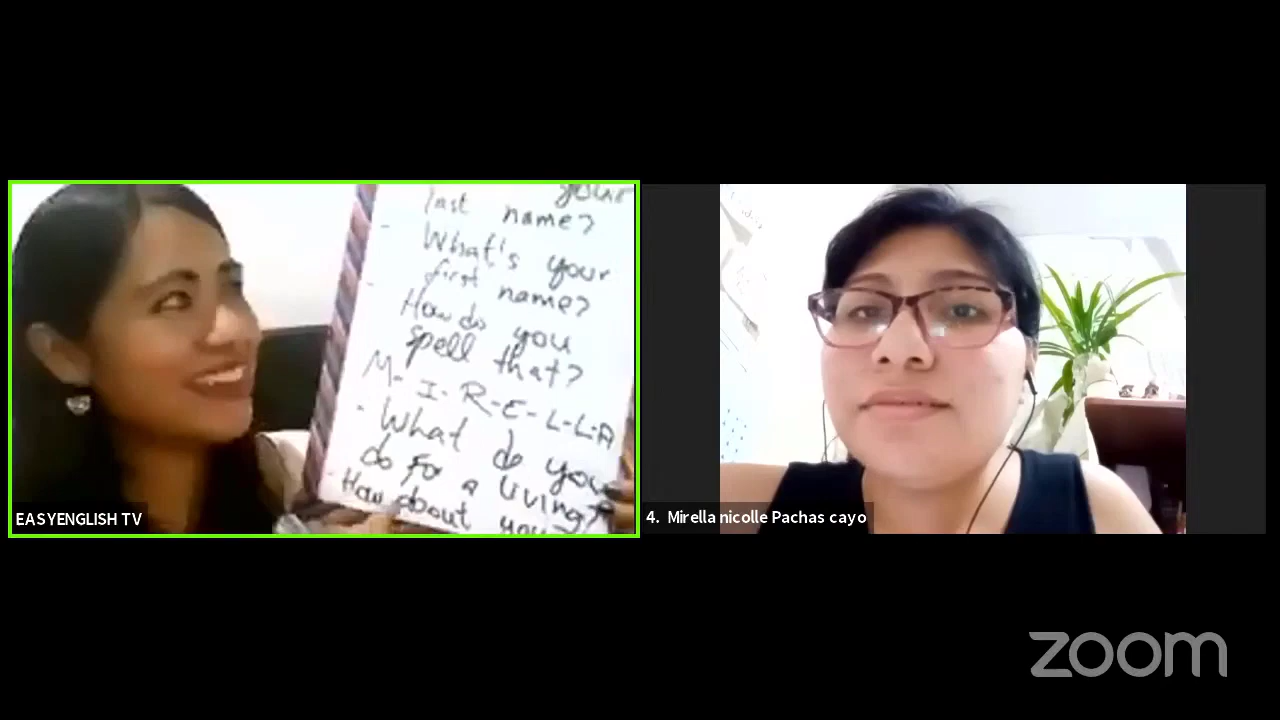 your
last name?
- What's your
first name?
- How do you
spell that?
M-I-R-E-L-L-A
- What do you
do for a living?
- How about you?
EASYENGLISH TV
4. Mirella nicolle Pachas cayo
zoom